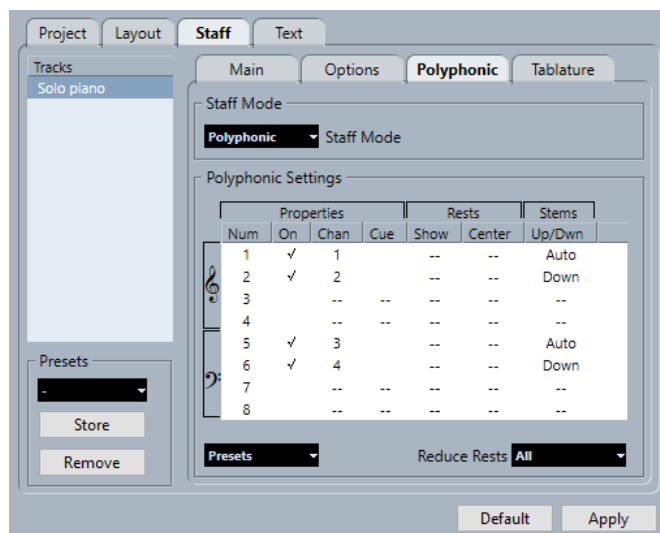 Project Layout Staff Text
Tracks
Solo piano
Main Options Polyphonic Tablature
Staff Mode
Polyphonic Staff Mode
Polyphonic Settings
Properties Rests Stems
Num On Chan Cue Show Center Up/Dwn
1 √ 1 -- -- Auto
2 √ 2 -- -- Down
3 -- -- -- -- --
4 -- -- -- -- --
5 √ 3 -- -- Auto
6 √ 4 -- -- Down
7 -- -- -- -- --
8 -- -- -- -- --
Presets
-
Store
Remove
Presets Reduce Rests All
Default Apply